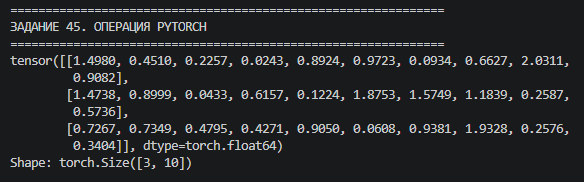 ==============================================================
ЗАДАНИЕ 45. ОПЕРАЦИЯ PYTORCH
==============================================================
tensor([[1.4980, 0.4510, 0.2257, 0.0243, 0.8924, 0.9723, 0.0934, 0.6627, 2.0311,
         0.9082],
        [1.4738, 0.8999, 0.0433, 0.6157, 0.1224, 1.8753, 1.5749, 1.1839, 0.2587,
         0.5736],
        [0.7267, 0.7349, 0.4795, 0.4271, 0.9050, 0.0608, 0.9381, 1.9328, 0.2576,
         0.3404]], dtype=torch.float64)
Shape: torch.Size([3, 10])